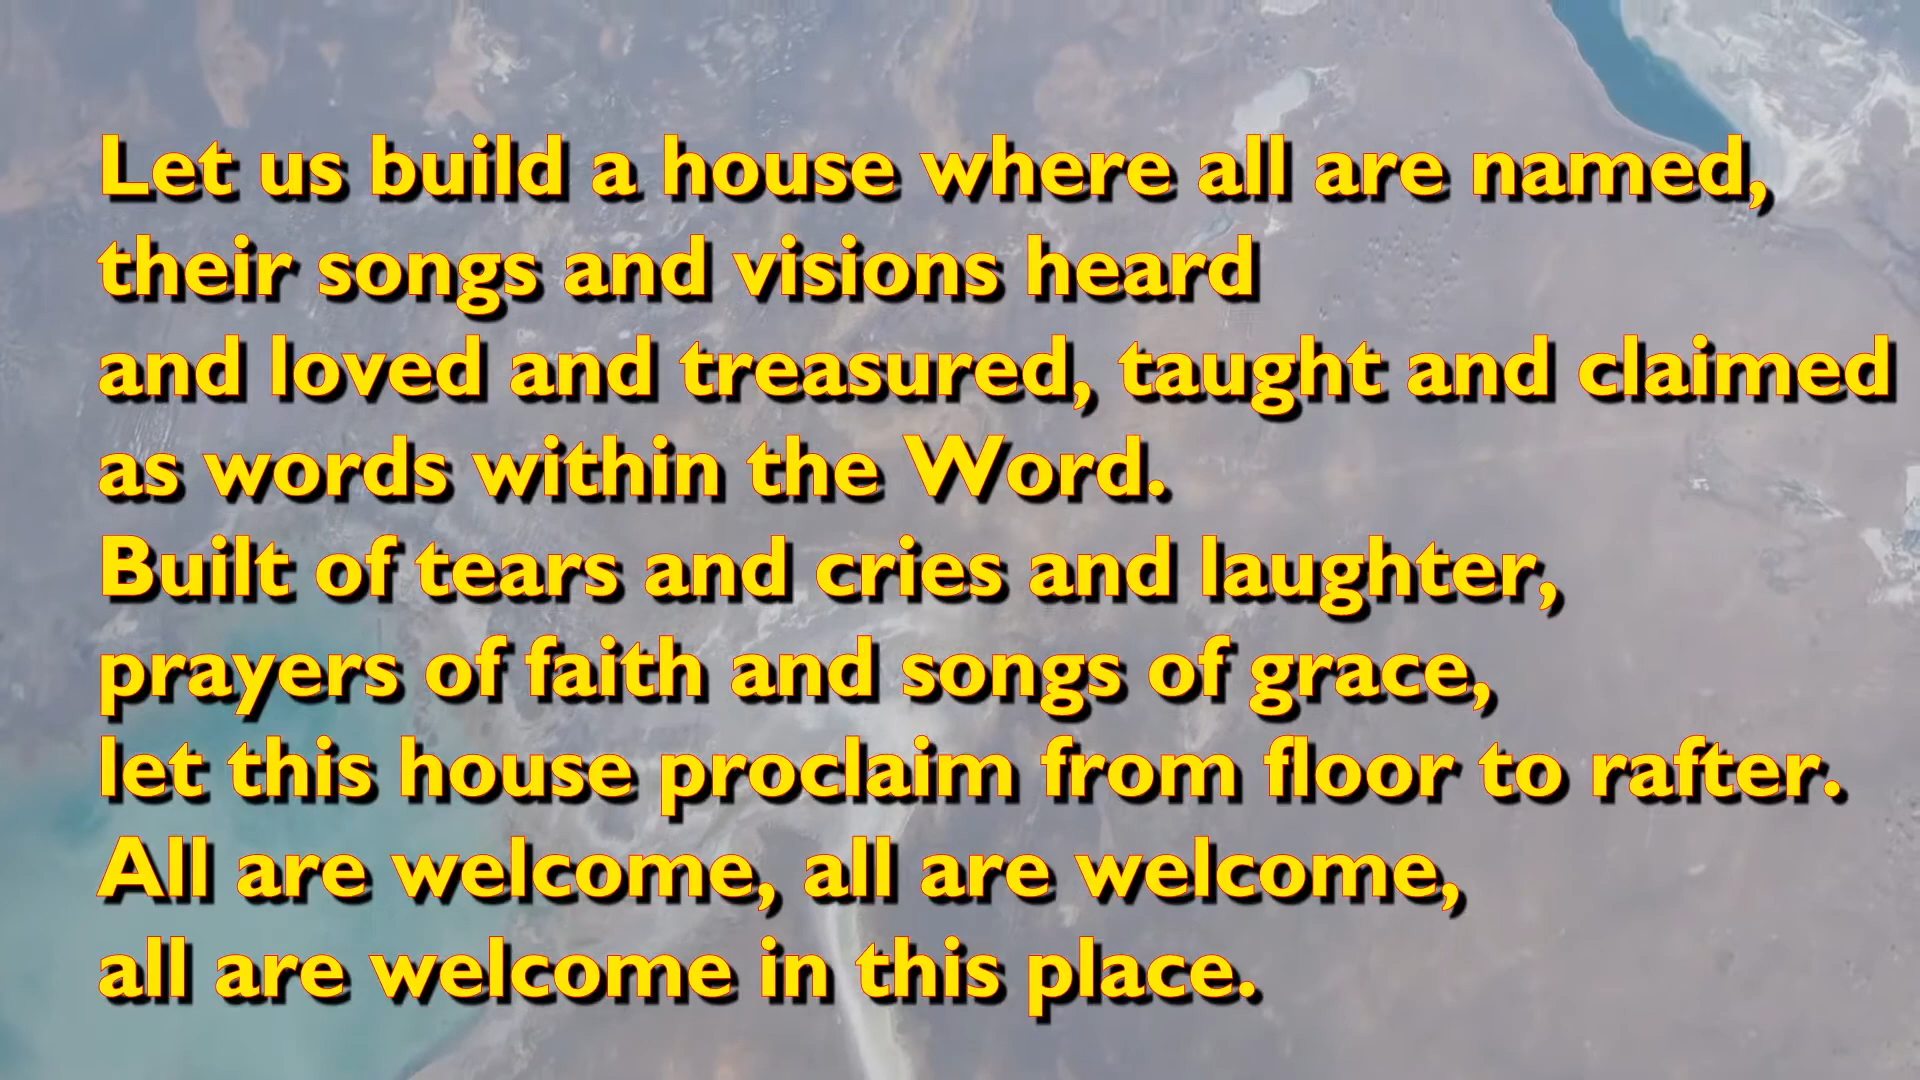 Let us build a house where all are named,
their songs and visions heard
and loved and treasured, taught and claimed
as words within the Word.
Built of tears and cries and laughter,
prayers of faith and songs of grace,
let this house proclaim from floor to rafter.
All are welcome, all are welcome,
all are welcome in this place.